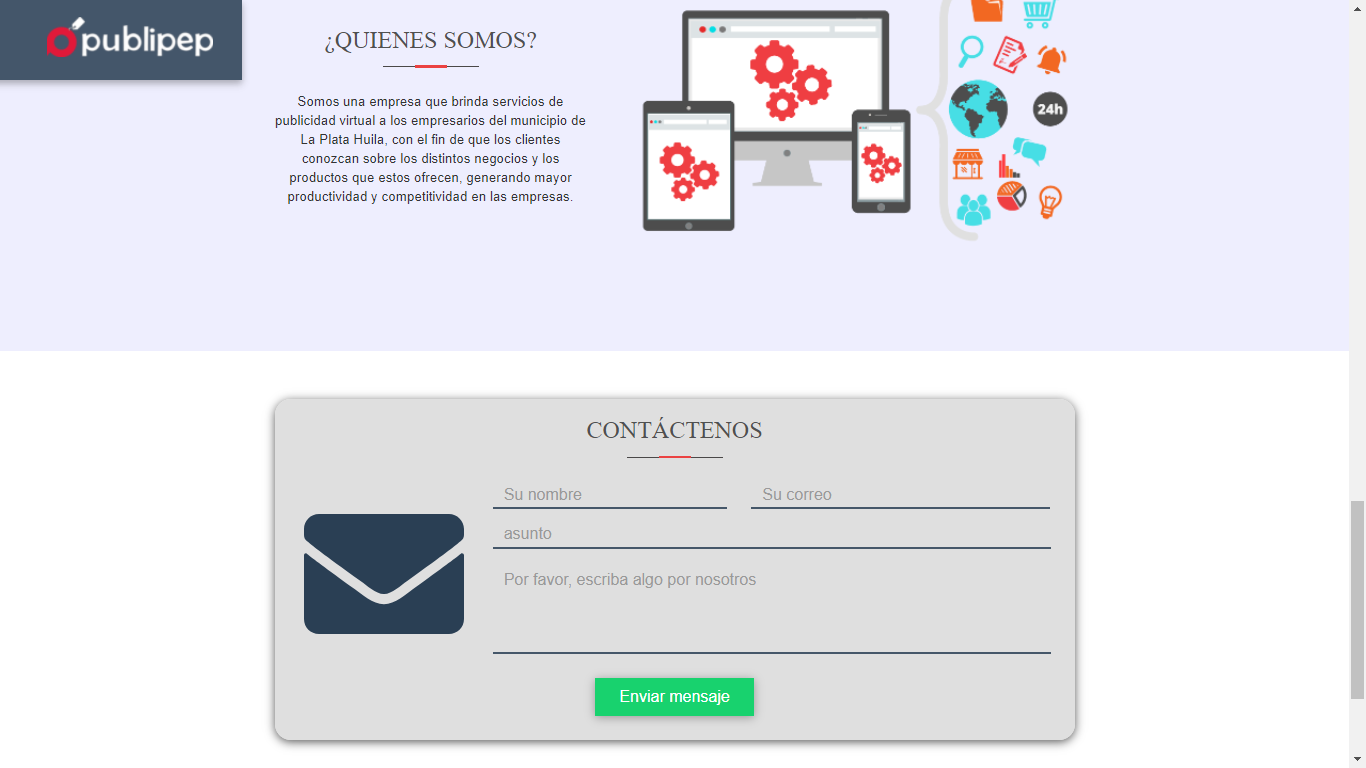 publipep
¿QUIENES SOMOS?
Somos una empresa que brinda servicios de
publicidad virtual a los empresarios del municipio de
La Plata Huila, con el fin de que los clientes
conozcan sobre los distintos negocios y los
productos que estos ofrecen, generando mayor
productividad y competitividad en las empresas.
24h
CONTÁCTENOS
Su nombre
Su correo
asunto
Por favor, escriba algo por nosotros
Enviar mensaje